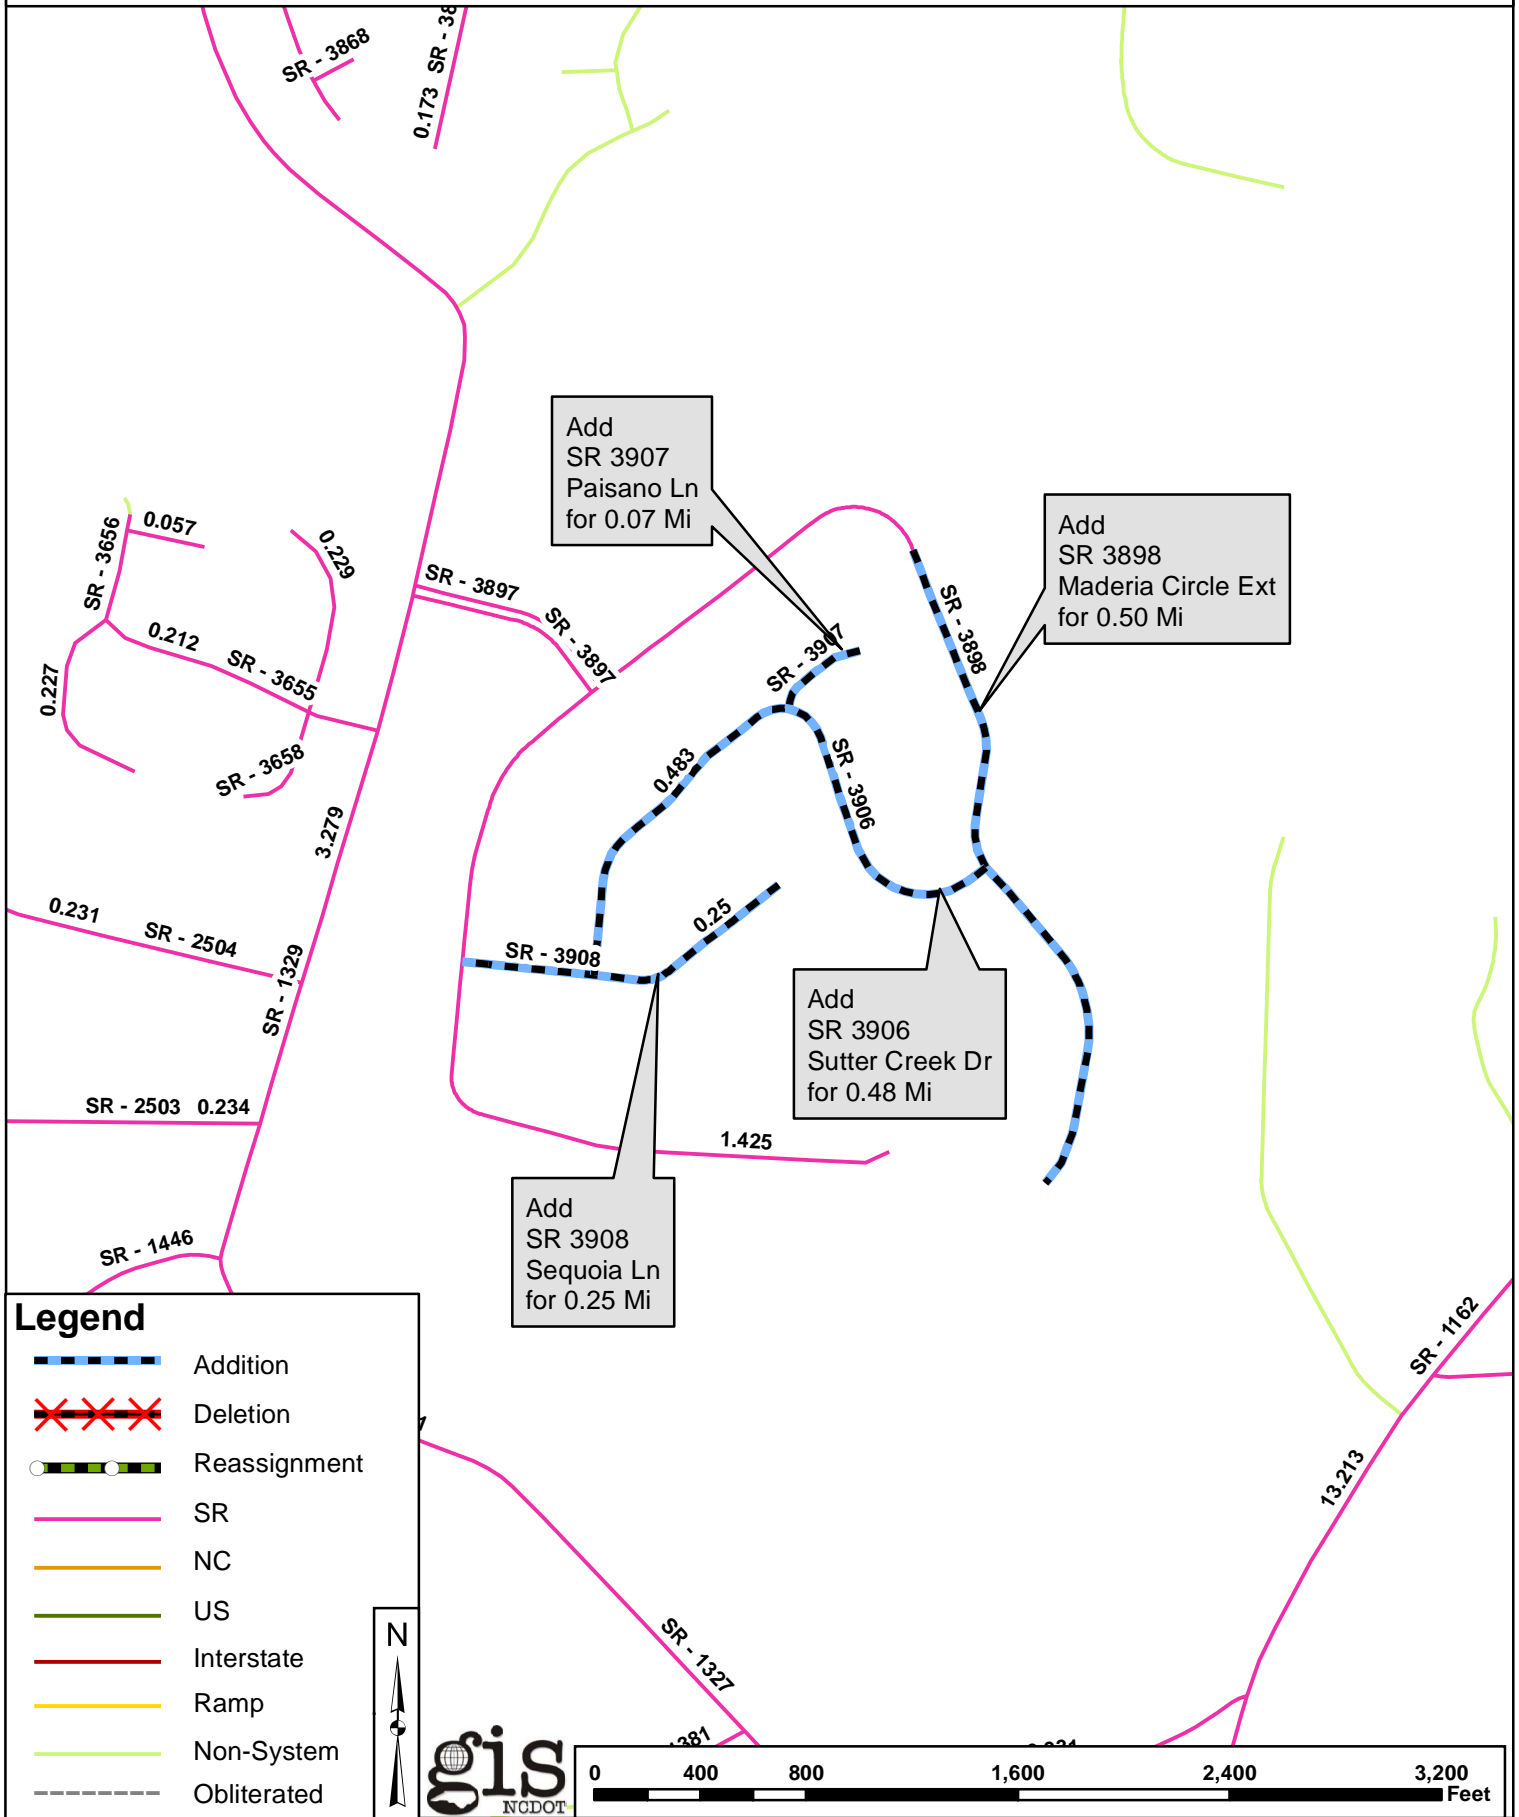 SR - 3868
0.173 SR - 38
Add
SR 3907
Paisano Ln
for 0.07 Mi
Add
SR 3898
Maderia Circle Ext
for 0.50 Mi
SR - 3656
0.057
0.229
SR - 3897
SR - 3897
SR - 3907
SR - 3898
0.212
SR - 3655
0.227
SR - 3658
0.483
SR - 3906
3.279
0.231
SR - 2504
SR - 1329
SR - 3908
0.25
Add
SR 3906
Sutter Creek Dr
for 0.48 Mi
SR - 2503 0.234
1.425
Add
SR 3908
Sequoia Ln
for 0.25 Mi
SR - 1446
SR - 1162
13.213
SR - 1327
1381
Legend
Addition
Deletion
Reassignment
SR
NC
US
Interstate
Ramp
Non-System
Obliterated
N
gis
NCDOT
0 400 800 1,600 2,400 3,200
Feet